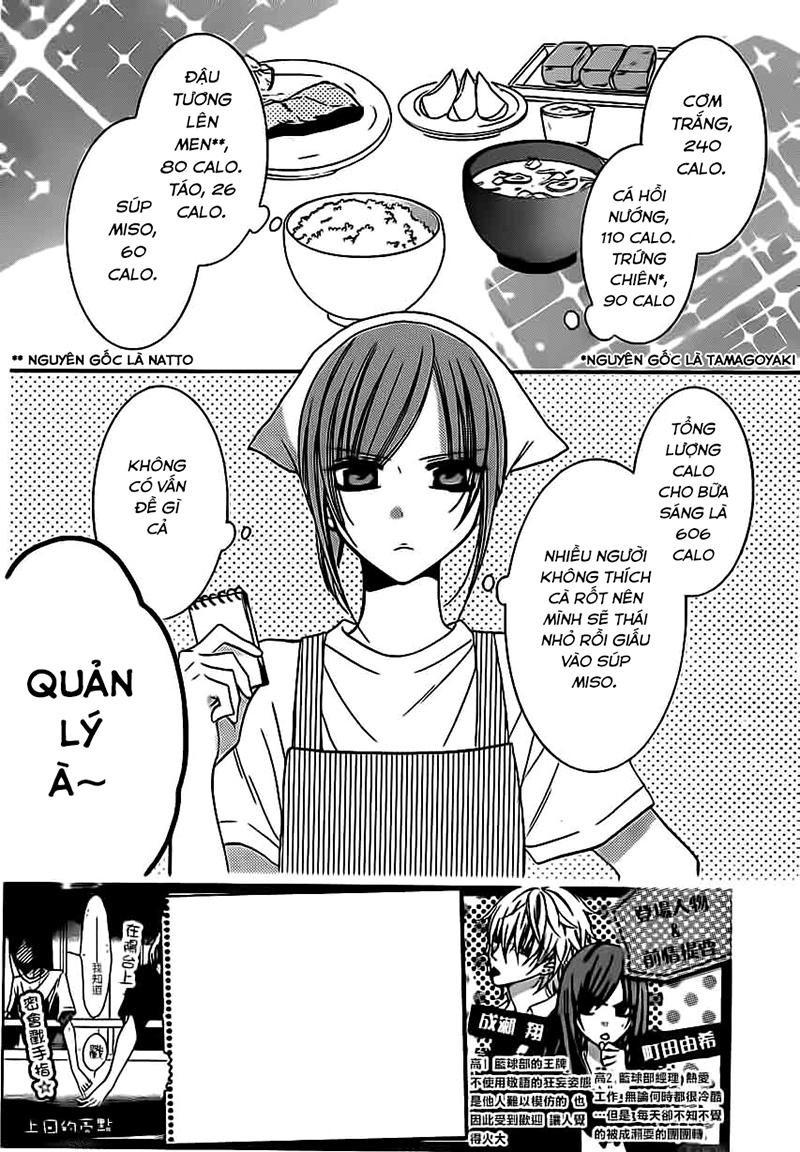 CƠM
TRẮNG,
240
CALO.
CÁ HỒI
NƯỚNG,
110 CALO.
TRỨNG
CHIÊN*,
90 CALO
ĐẬU
TƯƠNG
LÊN
MEN**,
80 CALO.
TÁO, 26
CALO.
SÚP
MISO,
60
CALO.
** NGUYÊN GỐC LÀ NATTO
*NGUYÊN GỐC LÀ TAMAGOYAKI
TỔNG
LƯỢNG
CALO
CHO BỮA
SÁNG LÀ
606
CALO
NHIỀU NGƯỜI
KHÔNG THÍCH
CÀ RỐT NÊN
MÌNH SẼ THÁI
NHỎ RỒI GIẤU
VÀO SÚP
MISO.
KHÔNG
CÓ VẤN
ĐỀ GÌ
CẢ
QUẢN
LÝ
À~
登場人物
&
前情提要
町田由希
高2 籃球部經理 熱愛
工作 無論何時都很冷酷
…但是 每天卻不知不覺
的被成瀨耍的團團轉
成瀨 翔
高1 籃球部的王牌
不使用敬語的狂妄姿態
是他人難以模仿的 也
因此受到歡迎 讓人覺
得火大
在陽台上
我知道
密會戳手指☆
戳
上回的亮點